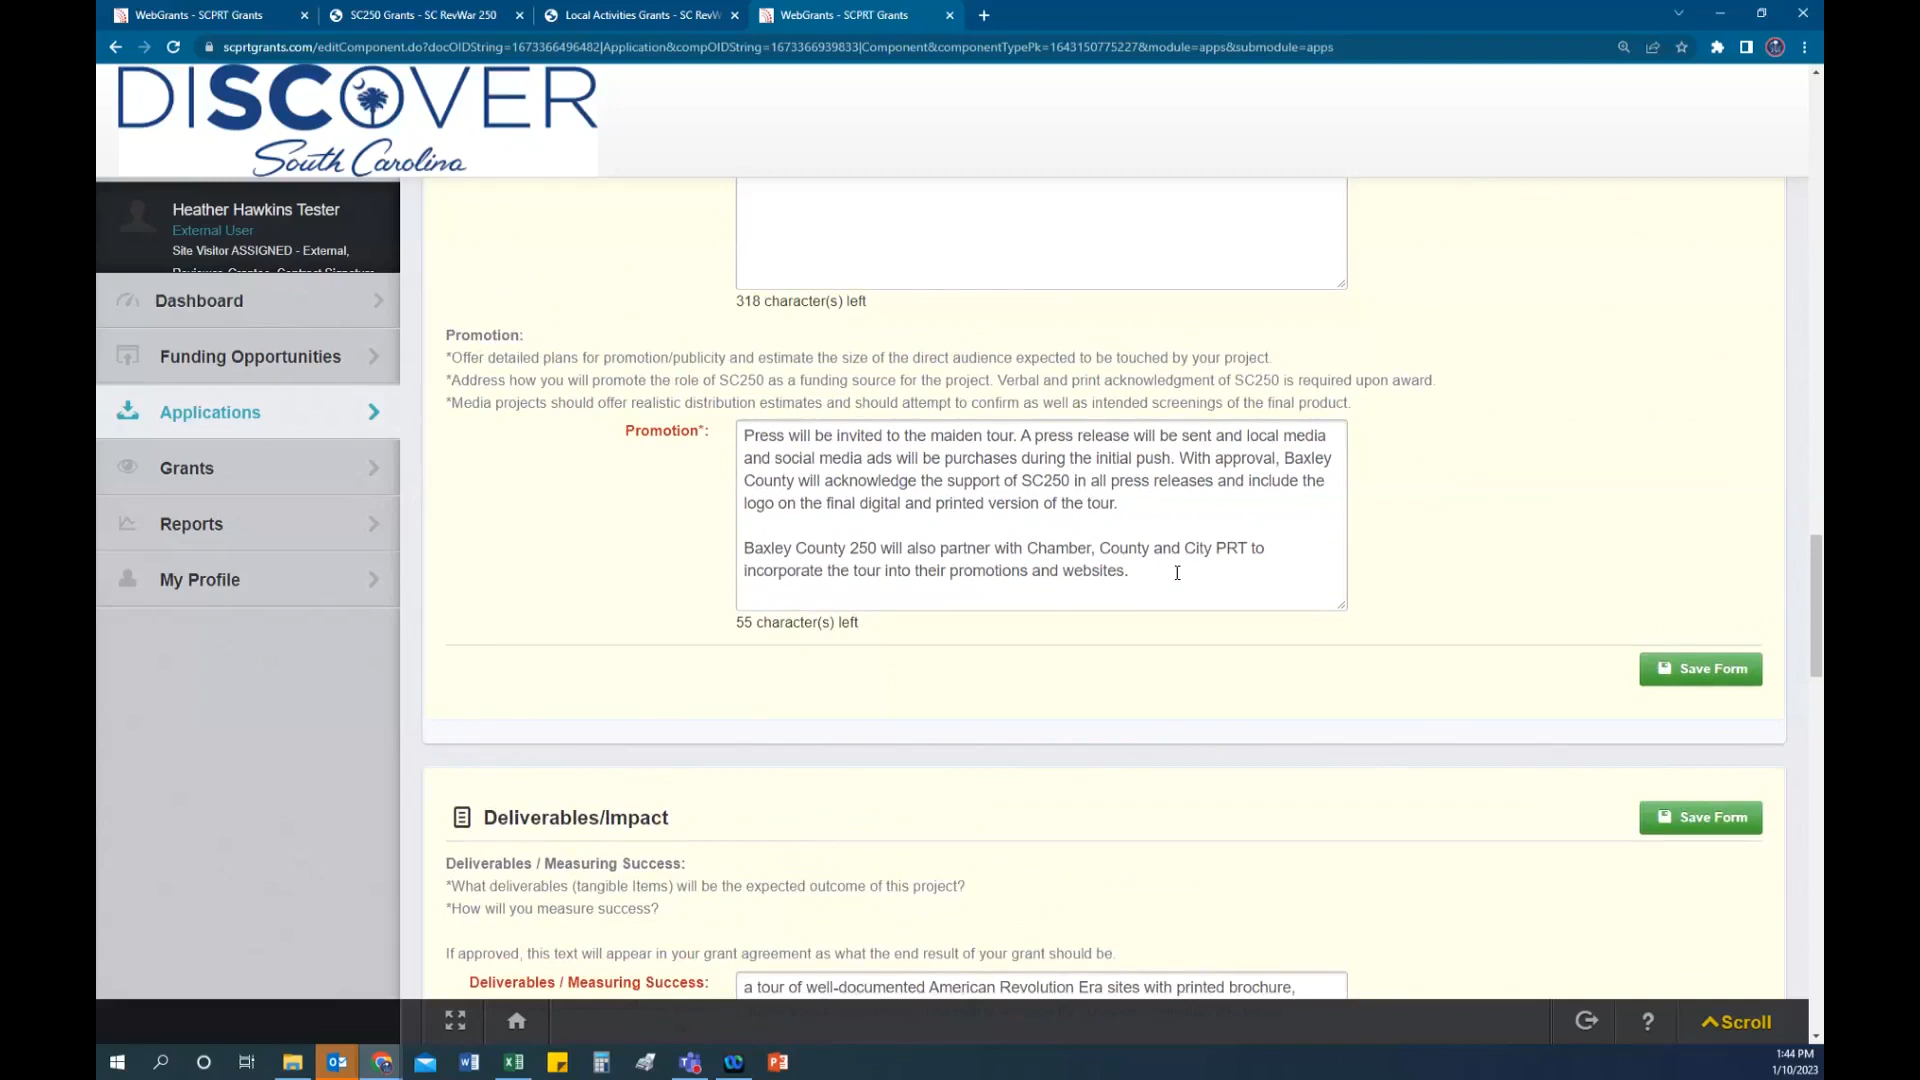 WebGrants - SCPRT Grants
SC250 Grants - SC RevWar 250
Local Activities Grants - SC RevW
WebGrants - SCPRT Grants
scprtgrants.com/editComponent.do?docOIDString=1673366496482|Application&compOIDString=1673366939833|Component&componentTypePk=1643150775227&module=apps&submodule=apps
DISCOVER
South Carolina
Heather Hawkins Tester
External User
Site Visitor ASSIGNED - External,
Reviewer, Grantee, Contract Signature
Dashboard
Funding Opportunities
Applications
Grants
Reports
My Profile
318 character(s) left
Promotion:
*Offer detailed plans for promotion/publicity and estimate the size of the direct audience expected to be touched by your project.
*Address how you will promote the role of SC250 as a funding source for the project. Verbal and print acknowledgment of SC250 is required upon award.
*Media projects should offer realistic distribution estimates and should attempt to confirm as well as intended screenings of the final product.
Promotion*:
Press will be invited to the maiden tour. A press release will be sent and local media
and social media ads will be purchases during the initial push. With approval, Baxley
County will acknowledge the support of SC250 in all press releases and include the
logo on the final digital and printed version of the tour.
Baxley County 250 will also partner with Chamber, County and City PRT to
incorporate the tour into their promotions and websites.
55 character(s) left
Save Form
Deliverables/Impact
Save Form
Deliverables / Measuring Success:
*What deliverables (tangible Items) will be the expected outcome of this project?
*How will you measure success?
If approved, this text will appear in your grant agreement as what the end result of your grant should be.
Deliverables / Measuring Success:
a tour of well-documented American Revolution Era sites with printed brochure,
Scroll
1:44 PM
1/10/2023